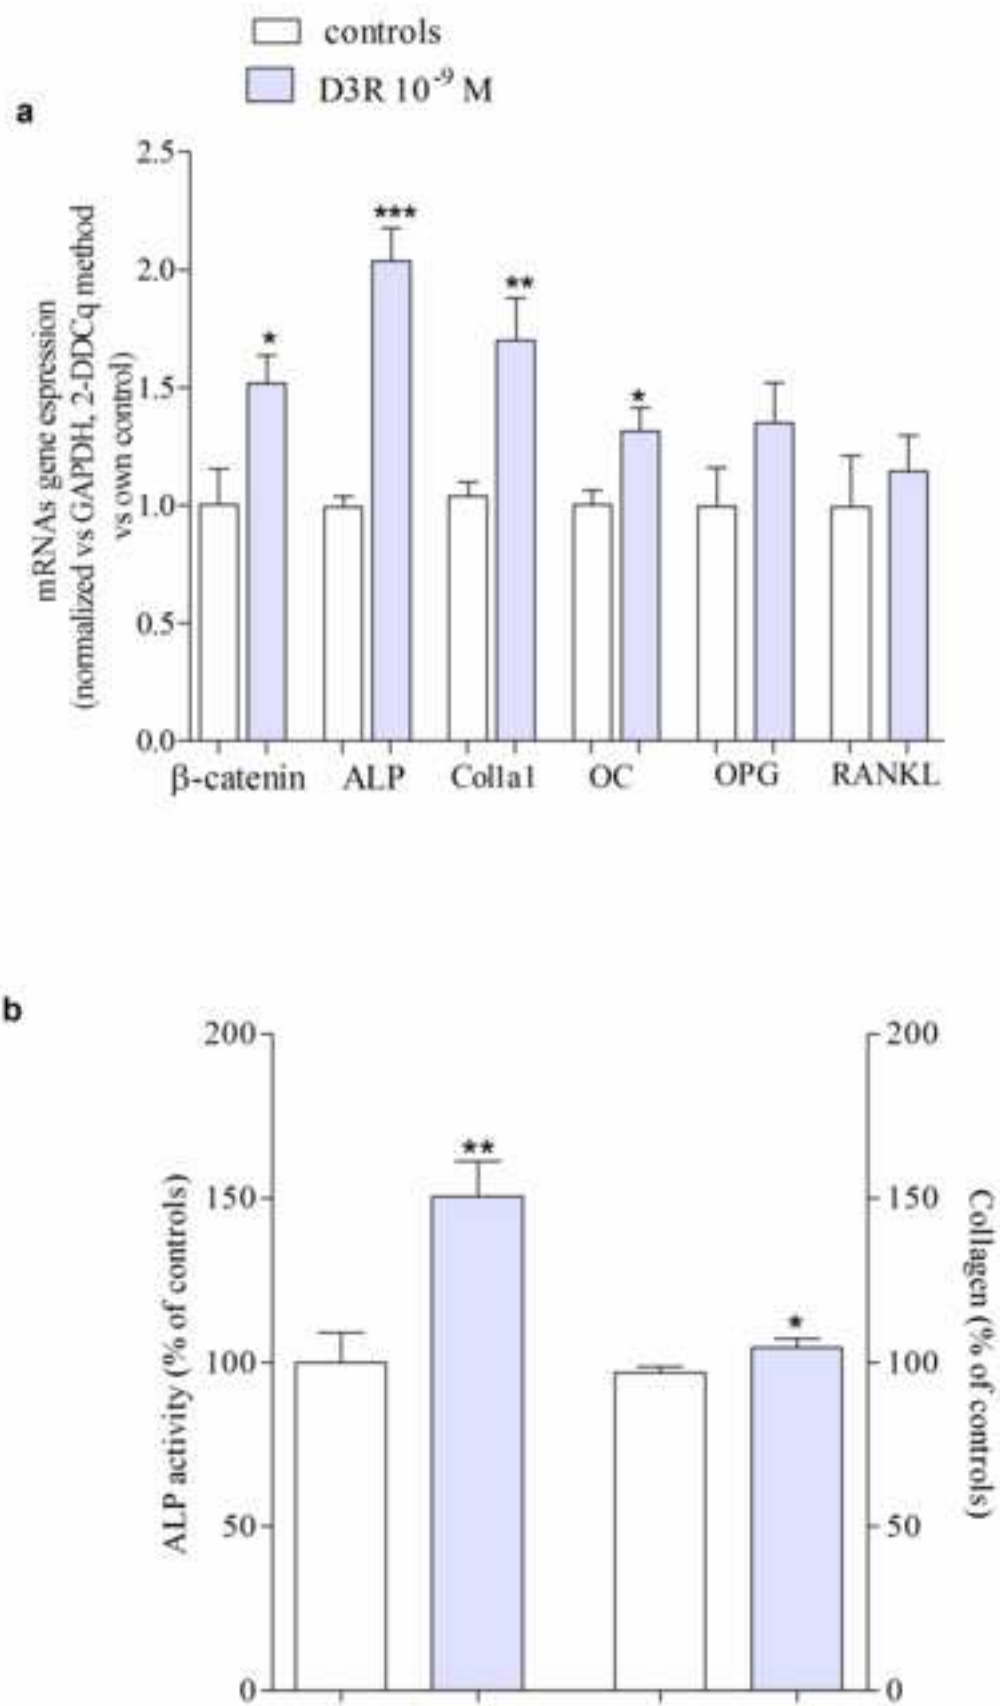 controls
D3R 10⁻⁹ M
a
mRNAs gene espression
(normalized vs GAPDH, 2-DDCq method
vs own control)
2.5
2.0
1.5
1.0
0.5
0.0
*
***
**
*
β-catenin ALP Col1a1 OC OPG RANKL
b
ALP activity (% of controls)
200
150
100
50
0
**
*
200
150
100
50
0
Collagen (% of controls)